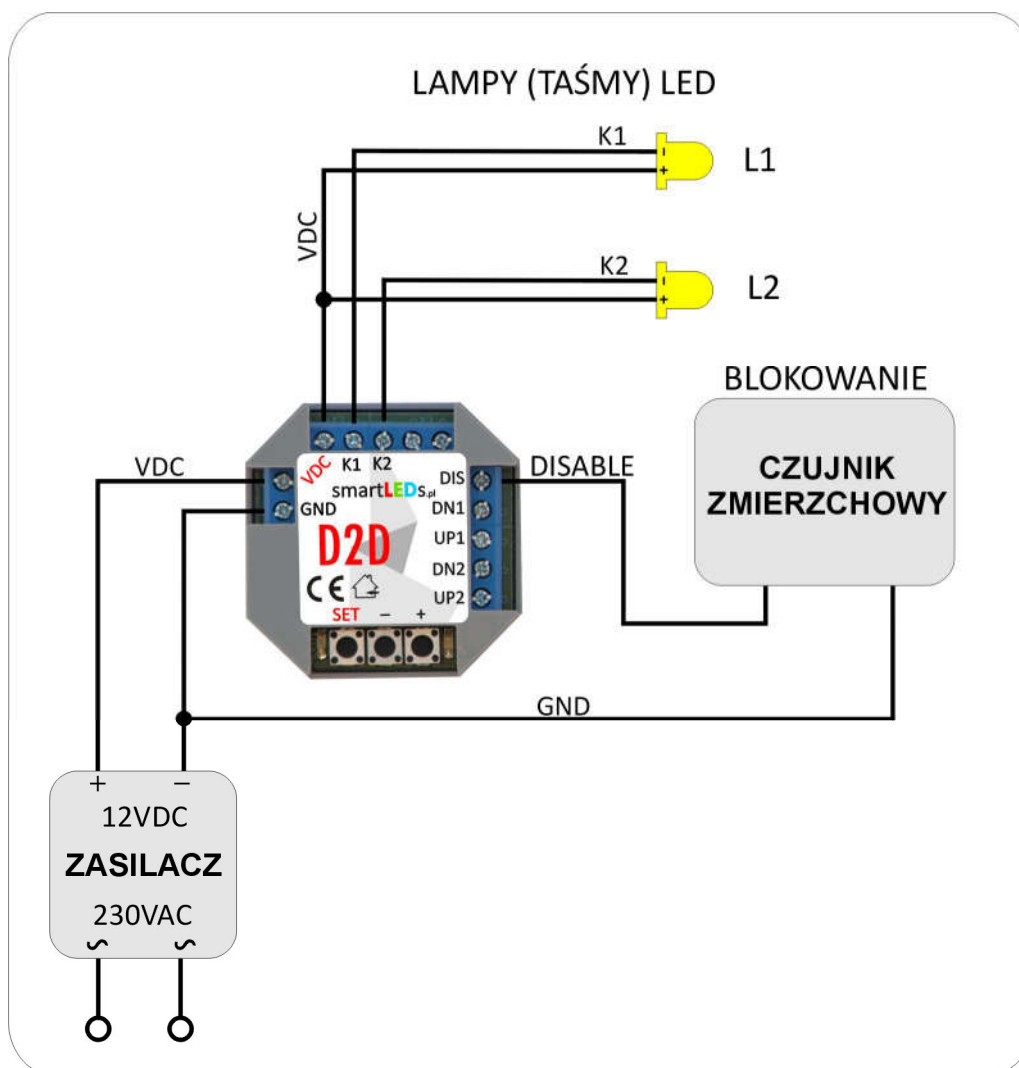 LAMPY (TAŚMY) LED
K1
- +
L1
VDC
K2
- +
L2
BLOKOWANIE
CZUJNIK
ZMIERZCHOWY
VDC
DISABLE
VDC K1 K2
GND
smartLEDs.pl
D2D
CE
DIS
DN1
UP1
DN2
UP2
SET - +
GND
+ −
12VDC
ZASILACZ
230VAC
~ ~